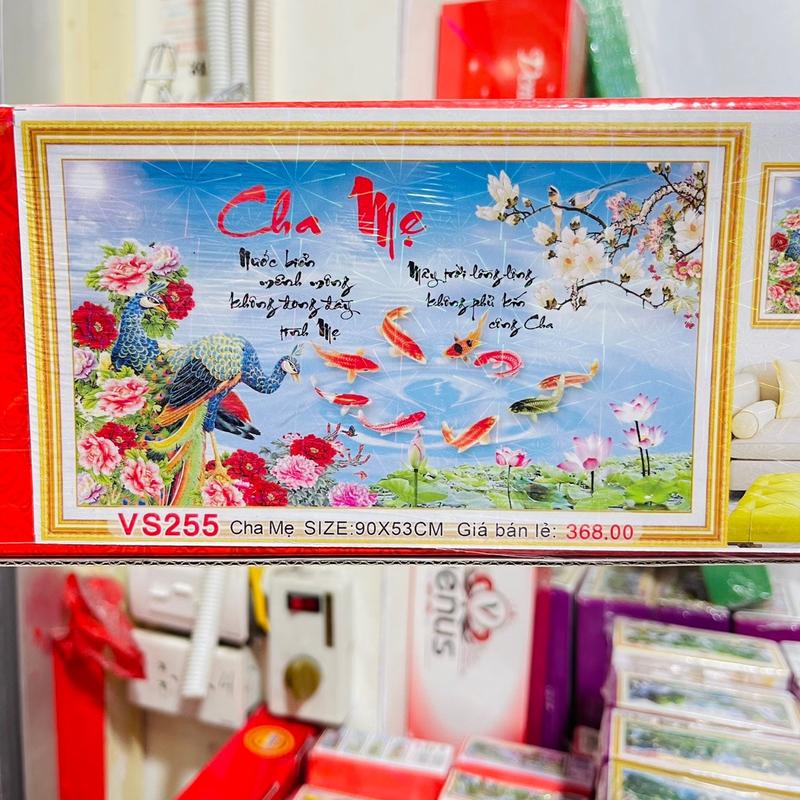 Cha Mẹ
Nước biển
mênh mông
không đong đầy
tình Mẹ
Mây trời lồng lộng
không phủ kín
công Cha
VS255 Cha Mẹ SIZE:90X53CM Giá bán lẻ: 368.00
enus